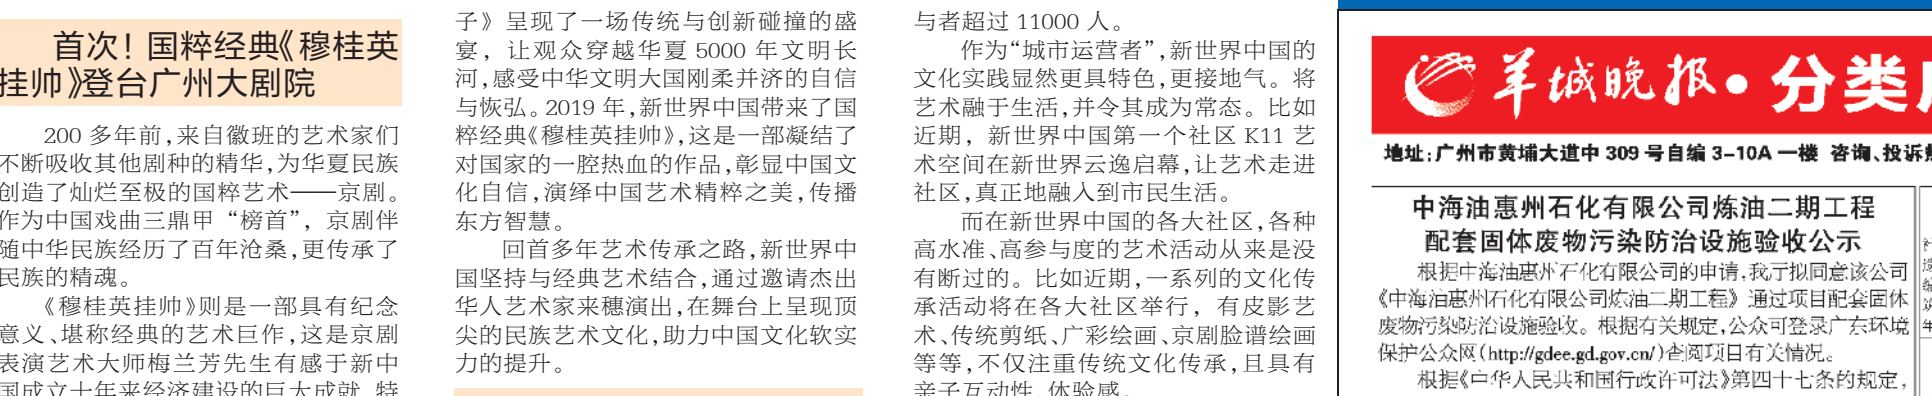 首次！国粹经典《穆桂英
挂帅》登台广州大剧院
200 多年前，来自徽班的艺术家们
不断吸收其他剧种的精华，为华夏民族
创造了灿烂至极的国粹艺术——京剧。
作为中国戏曲三鼎甲“榜首”，京剧伴
随中华民族经历了百年沧桑，更传承了
民族的精魂。
《穆桂英挂帅》则是一部具有纪念
意义、堪称经典的艺术巨作，这是京剧
表演艺术大师梅兰芳先生有感于新中
国成立十年来经济建设的巨大成就，特
子》呈现了一场传统与创新碰撞的盛
宴，让观众穿越华夏 5000 年文明长
河，感受中华文明大国刚柔并济的自信
与恢弘。2019 年，新世界中国带来了国
粹经典《穆桂英挂帅》，这是一部凝结了
对国家的一腔热血的作品，彰显中国文
化自信，演绎中国艺术精粹之美，传播
东方智慧。
回首多年艺术传承之路，新世界中
国坚持与经典艺术结合，通过邀请杰出
华人艺术家来穗演出，在舞台上呈现顶
尖的民族艺术文化，助力中国文化软实
力的提升。
与者超过 11000 人。
作为“城市运营者”，新世界中国的
文化实践显然更具特色，更接地气。将
艺术融于生活，并令其成为常态。比如
近期，新世界中国第一个社区 K11 艺
术空间在新世界云逸启幕，让艺术走进
社区，真正地融入到市民生活。
而在新世界中国的各大社区，各种
高水准、高参与度的艺术活动从来是没
有断过的。比如近期，一系列的文化传
承活动将在各大社区举行，有皮影艺
术、传统剪纸、广彩绘画、京剧脸谱绘画
等等，不仅注重传统文化传承，且具有
亲子互动性、体验感。
羊城晚报•分类
地址：广州市黄埔大道中 309 号自编 3-10A 一楼 咨询、投诉
中海油惠州石化有限公司炼油二期工程
配套固体废物污染防治设施验收公示
根据中海油惠州石化有限公司的申请，我厅拟同意该公司
《中海油惠州石化有限公司炼油二期工程》通过项目配套固体
废物污染防治设施验收。根据有关规定，公众可登录广东环境
保护公众网（http://gdee.gd.gov.cn/）查阅项目有关情况。
根据《中华人民共和国行政许可法》第四十七条的规定，